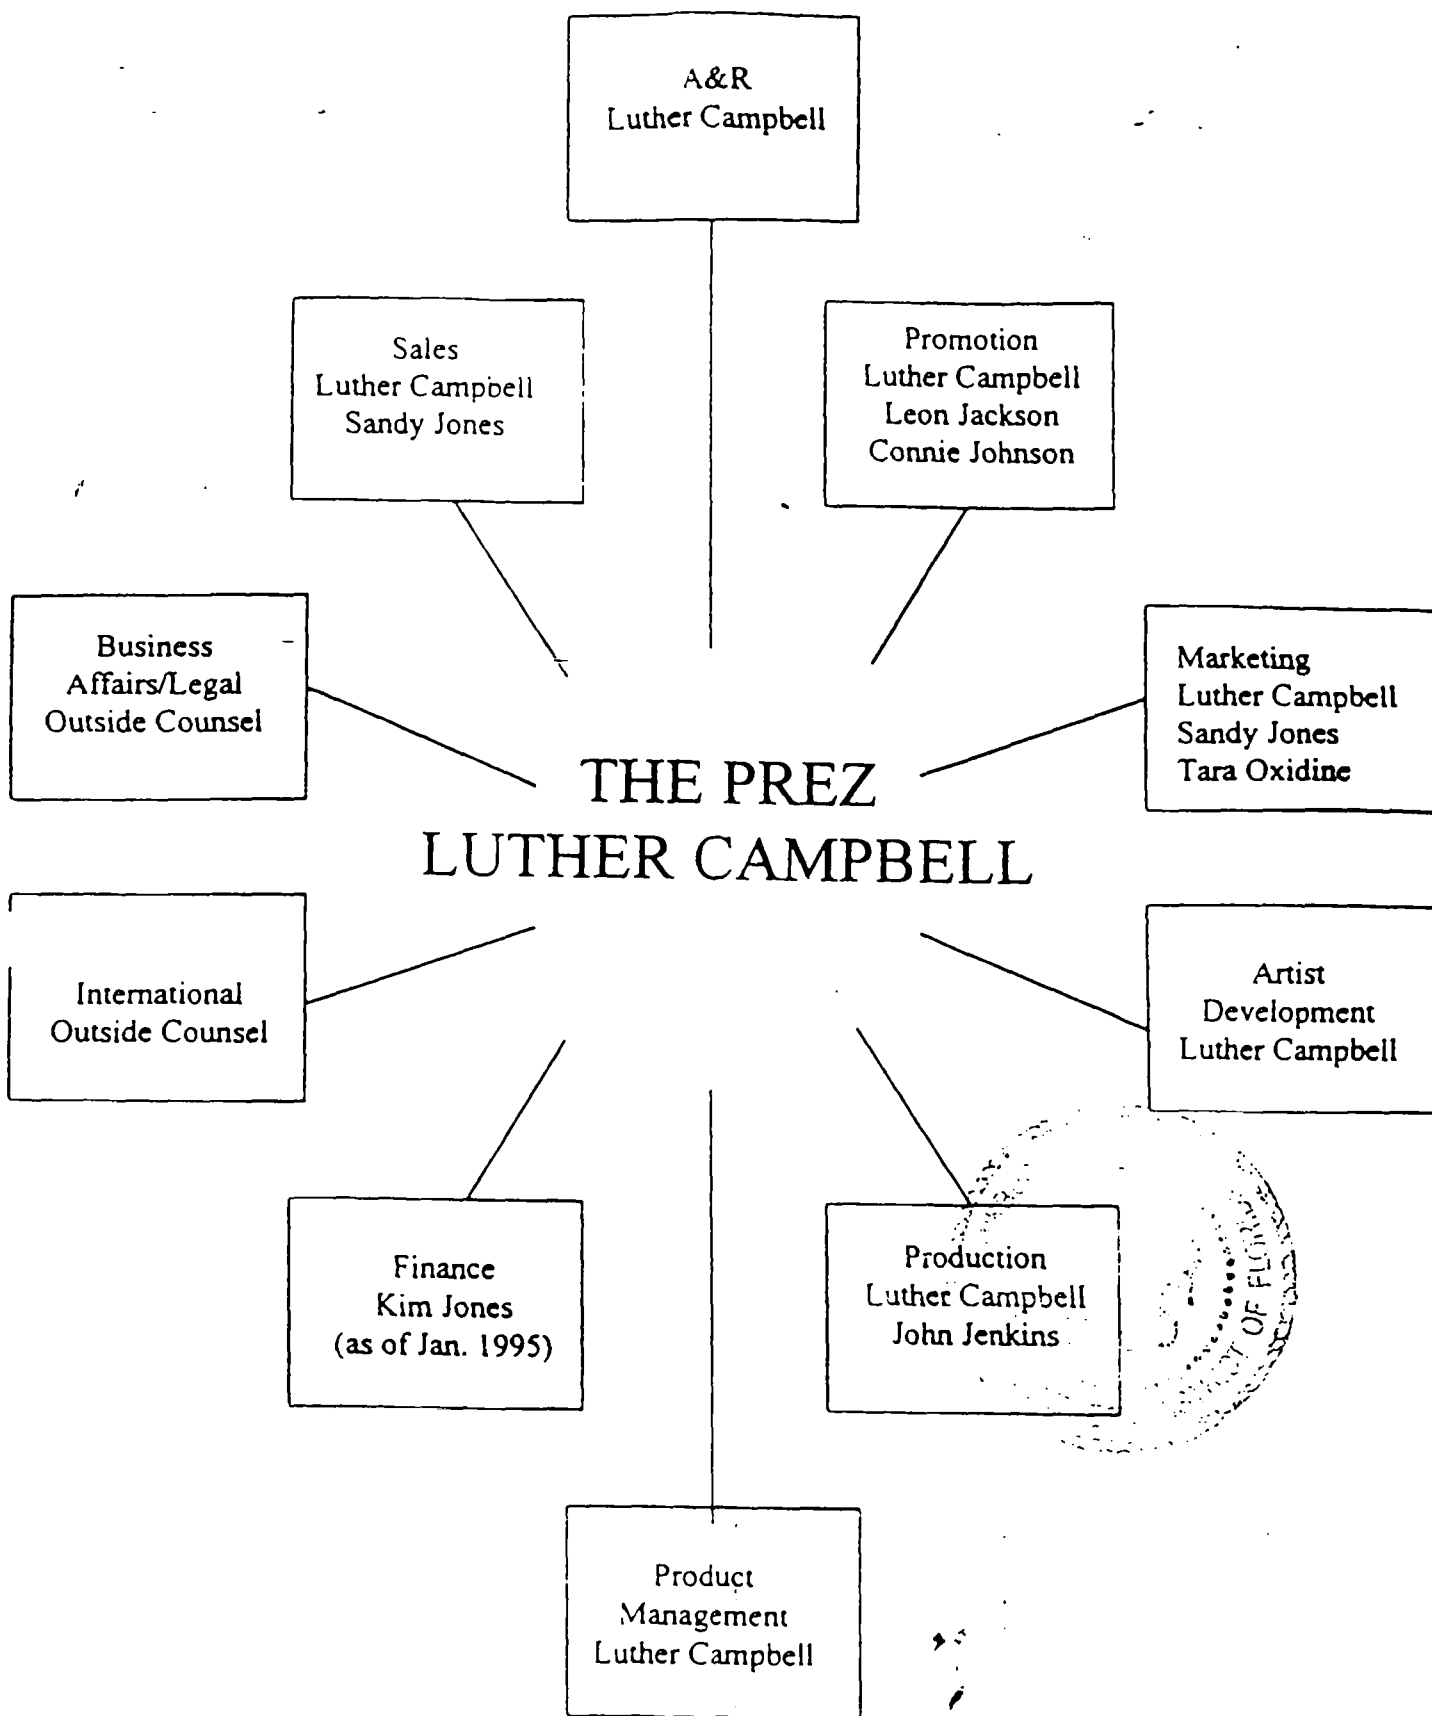 A&R
Luther Campbell
Sales
Luther Campbell
Sandy Jones
Promotion
Luther Campbell
Leon Jackson
Connie Johnson
Business
Affairs/Legal
Outside Counsel
Marketing
Luther Campbell
Sandy Jones
Tara Oxidine
THE PREZ
LUTHER CAMPBELL
International
Outside Counsel
Artist
Development
Luther Campbell
Finance
Kim Jones
(as of Jan. 1995)
Production
Luther Campbell
John Jenkins
OF
Product
Management
Luther Campbell